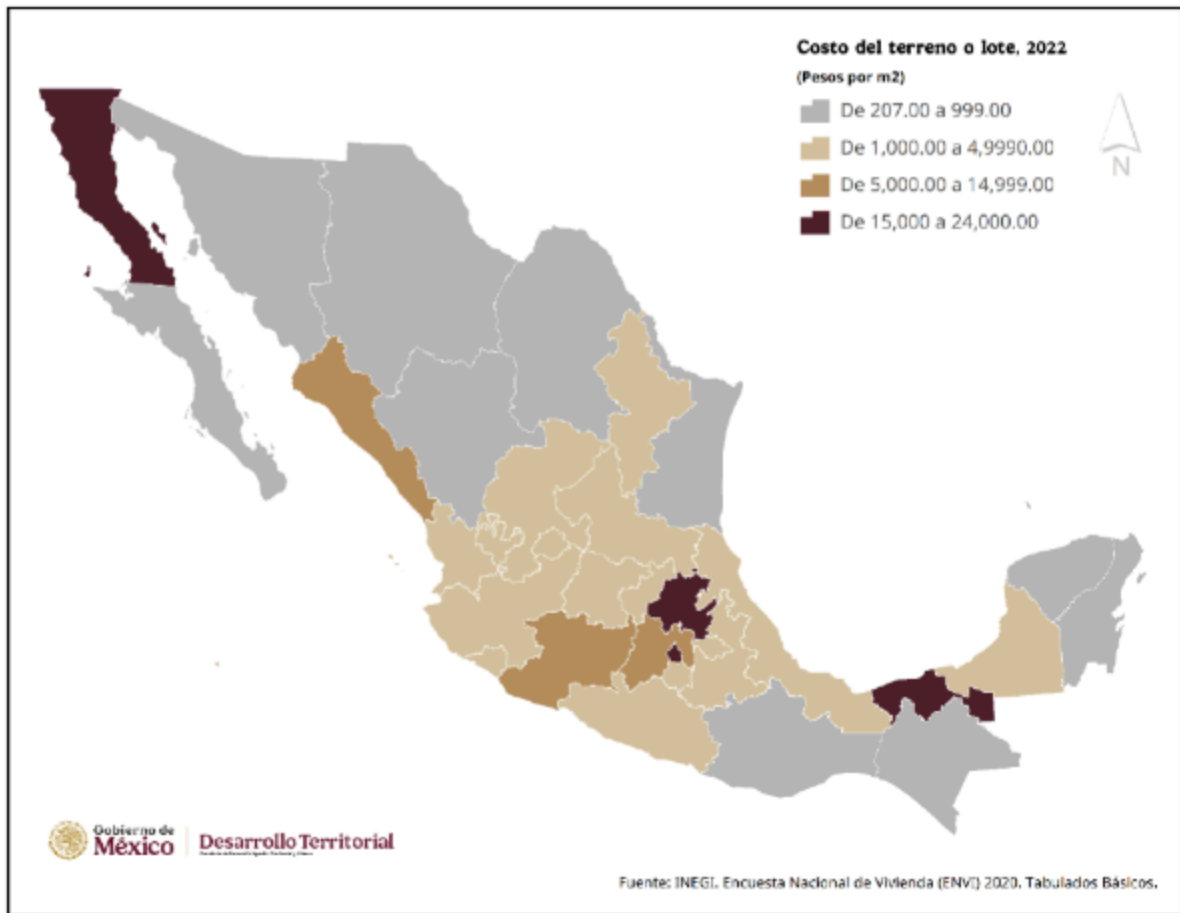 Costo del terreno o lote, 2022
(Pesos por m2)
De 207.00 a 999.00
De 1,000.00 a 4,9990.00
De 5,000.00 a 14,999.00
De 15,000 a 24,000.00
N
Gobierno de
México
Desarrollo Territorial
Fuente: INEGI. Encuesta Nacional de Vivienda (ENVI) 2020. Tabulados Básicos.